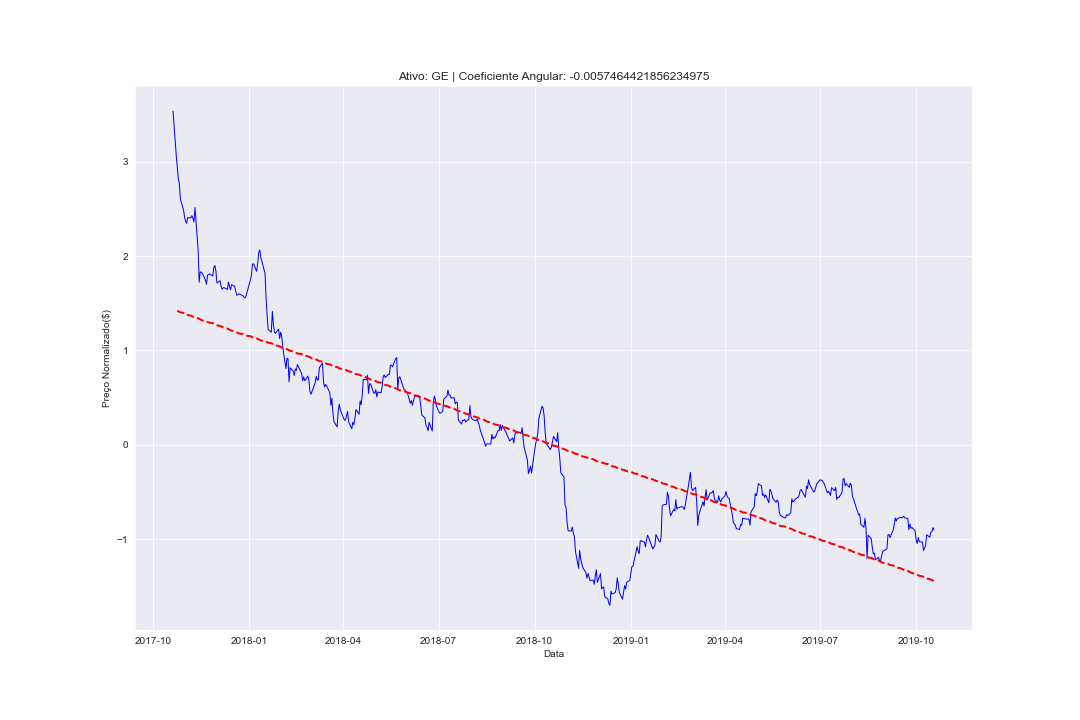 Ativo: GE | Coeficiente Angular: -0.0057464421856234975
Preço Normalizado($)
3
2
1
0
−1
2017-10 2018-01 2018-04 2018-07 2018-10 2019-01 2019-04 2019-07 2019-10
Data